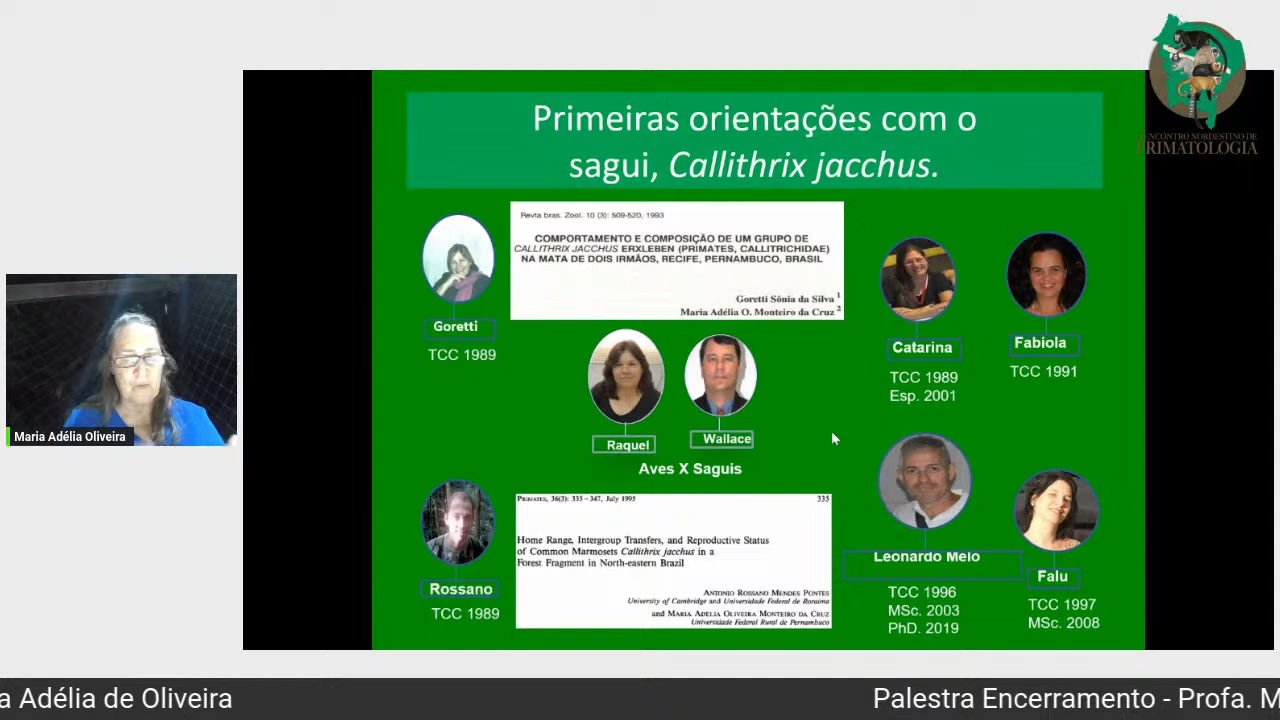 ENCONTRO NORDESTINO DE
PRIMATOLOGIA
Primeiras orientações com o
sagui, Callithrix jacchus.
Revta bras. Zool. 10 (3): 509-520, 1993
COMPORTAMENTO E COMPOSIÇÃO DE UM GRUPO DE
CALLITHRIX JACCHUS ERXLEBEN (PRIMATES, CALLITRICHIDAE)
NA MATA DE DOIS IRMÃOS, RECIFE, PERNAMBUCO, BRASIL
Goretti Sônia da Silva 1
Maria Adélia O. Monteiro da Cruz 2
Goretti
TCC 1989
Catarina
TCC 1989
Esp. 2001
Fabíola
TCC 1991
Raquel
Wallace
Aves X Saguis
Maria Adélia Oliveira
Rossano
TCC 1989
PRIMATES, 36(3): 335-347, July 1995 335
Home Range, Intergroup Transfers, and Reproductive Status
of Common Marmosets Callithrix jacchus in a
Forest Fragment in North-eastern Brazil
ANTONIO ROSSANO MENDES PONTES
University of Cambridge and Universidade Federal de Roraima
and MARIA ADELIA OLIVEIRA MONTEIRO DA CRUZ
Universidade Federal Rural de Pernambuco
Leonardo Melo
TCC 1996
MSc. 2003
PhD. 2019
Falu
TCC 1997
MSc. 2008
a Adélia de Oliveira
Palestra Encerramento - Profa. M